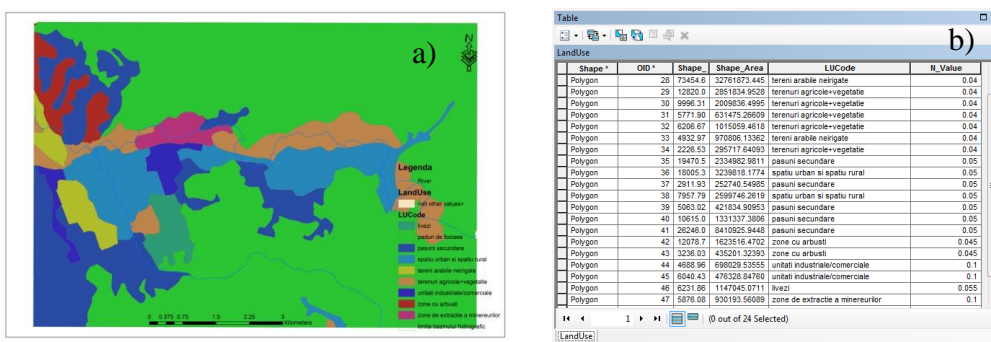 a)
N
Legenda
River
LandUse
<all other values>
LUCode
livezi
paduri de foioase
pasuni secundare
spatiu urban si spatiu rural
tereni arabile neirigate
terenuri agricole+vegetatie
unitati industriale/comerciale
zone cu arbusti
zone de extractie a minereurilor
limita bazinului hidrografic
0 0.375 0.75 1.5 2.25 3
Kilometers
Table
b)
LandUse
Shape * OID * Shape_ Shape_Area LUCode N_Value
Polygon 28 73454.6 32761873.445 tereni arabile neirigate 0.04
Polygon 29 12820.0 2851834.9528 terenuri agricole+vegetatie 0.04
Polygon 30 9996.31 2009836.4995 terenuri agricole+vegetatie 0.04
Polygon 31 5771.90 631475.26609 terenuri agricole+vegetatie 0.04
Polygon 32 6206.67 1015059.4618 terenuri agricole+vegetatie 0.04
Polygon 33 4932.97 970806.13362 tereni arabile neirigate 0.04
Polygon 34 2226.53 295717.64093 terenuri agricole+vegetatie 0.04
Polygon 35 19470.5 2334982.9811 pasuni secundare 0.05
Polygon 36 18005.3 3239818.1774 spatiu urban si spatiu rural 0.05
Polygon 37 2911.93 252740.54985 pasuni secundare 0.05
Polygon 38 7957.79 2599746.2619 spatiu urban si spatiu rural 0.05
Polygon 39 5063.02 421834.90953 pasuni secundare 0.05
Polygon 40 10615.0 1331337.3806 pasuni secundare 0.05
Polygon 41 26246.0 8410925.9448 pasuni secundare 0.05
Polygon 42 12078.7 1623516.4702 zone cu arbusti 0.045
Polygon 43 3236.03 435201.32393 zone cu arbusti 0.045
Polygon 44 4688.96 698029.53555 unitati industriale/comerciale 0.1
Polygon 45 6040.43 476328.84760 unitati industriale/comerciale 0.1
Polygon 46 6231.86 1147045.0711 livezi 0.055
Polygon 47 5876.08 930193.56089 zone de extractie a minereurilor 0.1
1 (0 out of 24 Selected)
LandUse